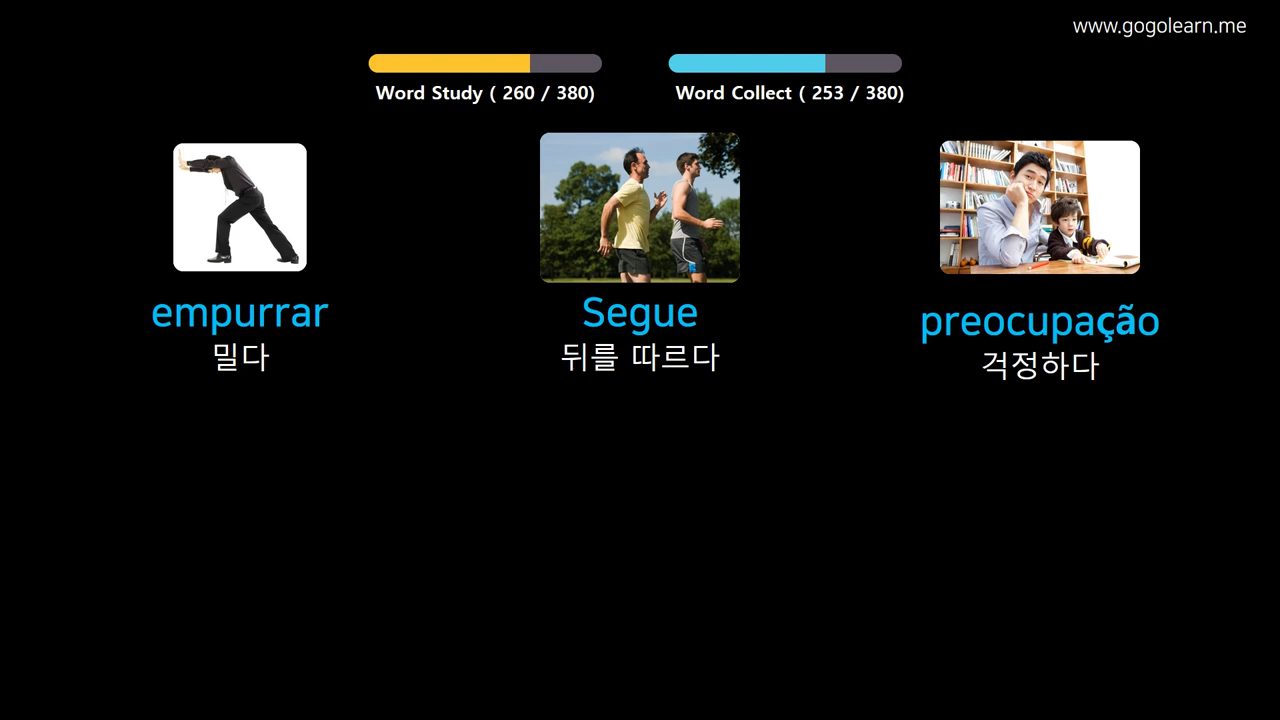 www.gogolearn.me
Word Study ( 260 / 380)
Word Collect ( 253 / 380)
empurrar
밀다
Segue
뒤를 따르다
preocupação
걱정하다